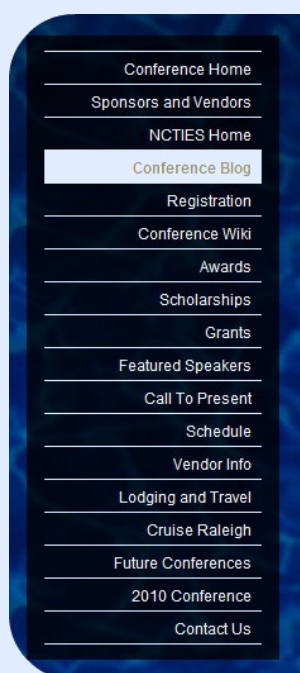 Conference Home
Sponsors and Vendors
NCTIES Home
Conference Blog
Registration
Conference Wiki
Awards
Scholarships
Grants
Featured Speakers
Call To Present
Schedule
Vendor Info
Lodging and Travel
Cruise Raleigh
Future Conferences
2010 Conference
Contact Us